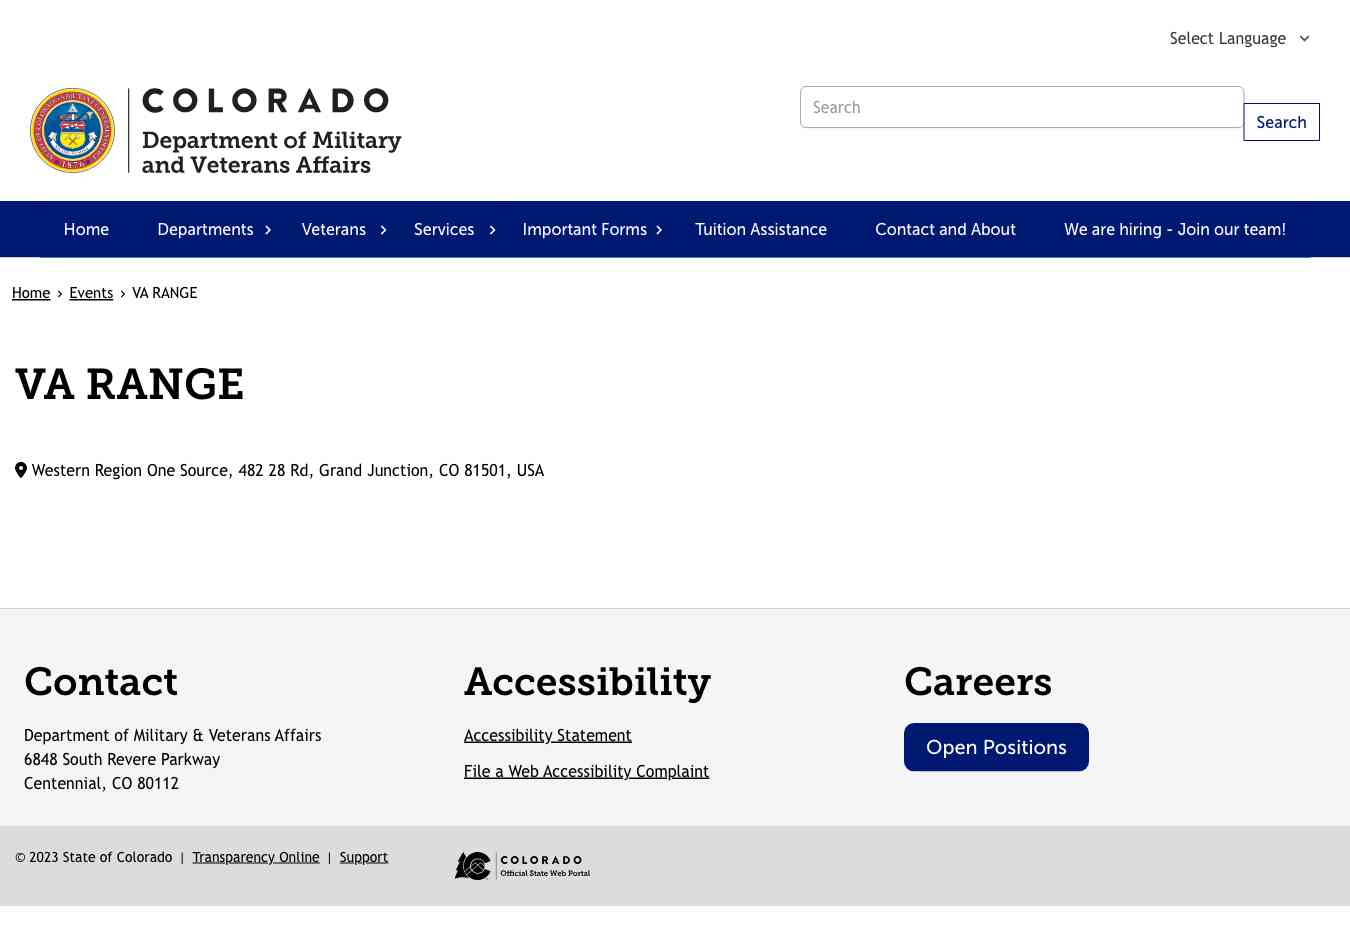 Select Language
COLORADO
Department of Military
and Veterans Affairs
1876
Search
Search
Home
Departments
Veterans
Services
Important Forms
Tuition Assistance
Contact and About
We are hiring - Join our team!
Home › Events › VA RANGE
VA RANGE
Western Region One Source, 482 28 Rd, Grand Junction, CO 81501, USA
Contact
Department of Military & Veterans Affairs
6848 South Revere Parkway
Centennial, CO 80112
Accessibility
Accessibility Statement
File a Web Accessibility Complaint
Careers
Open Positions
© 2023 State of Colorado | Transparency Online | Support
COLORADO
Official State Web Portal